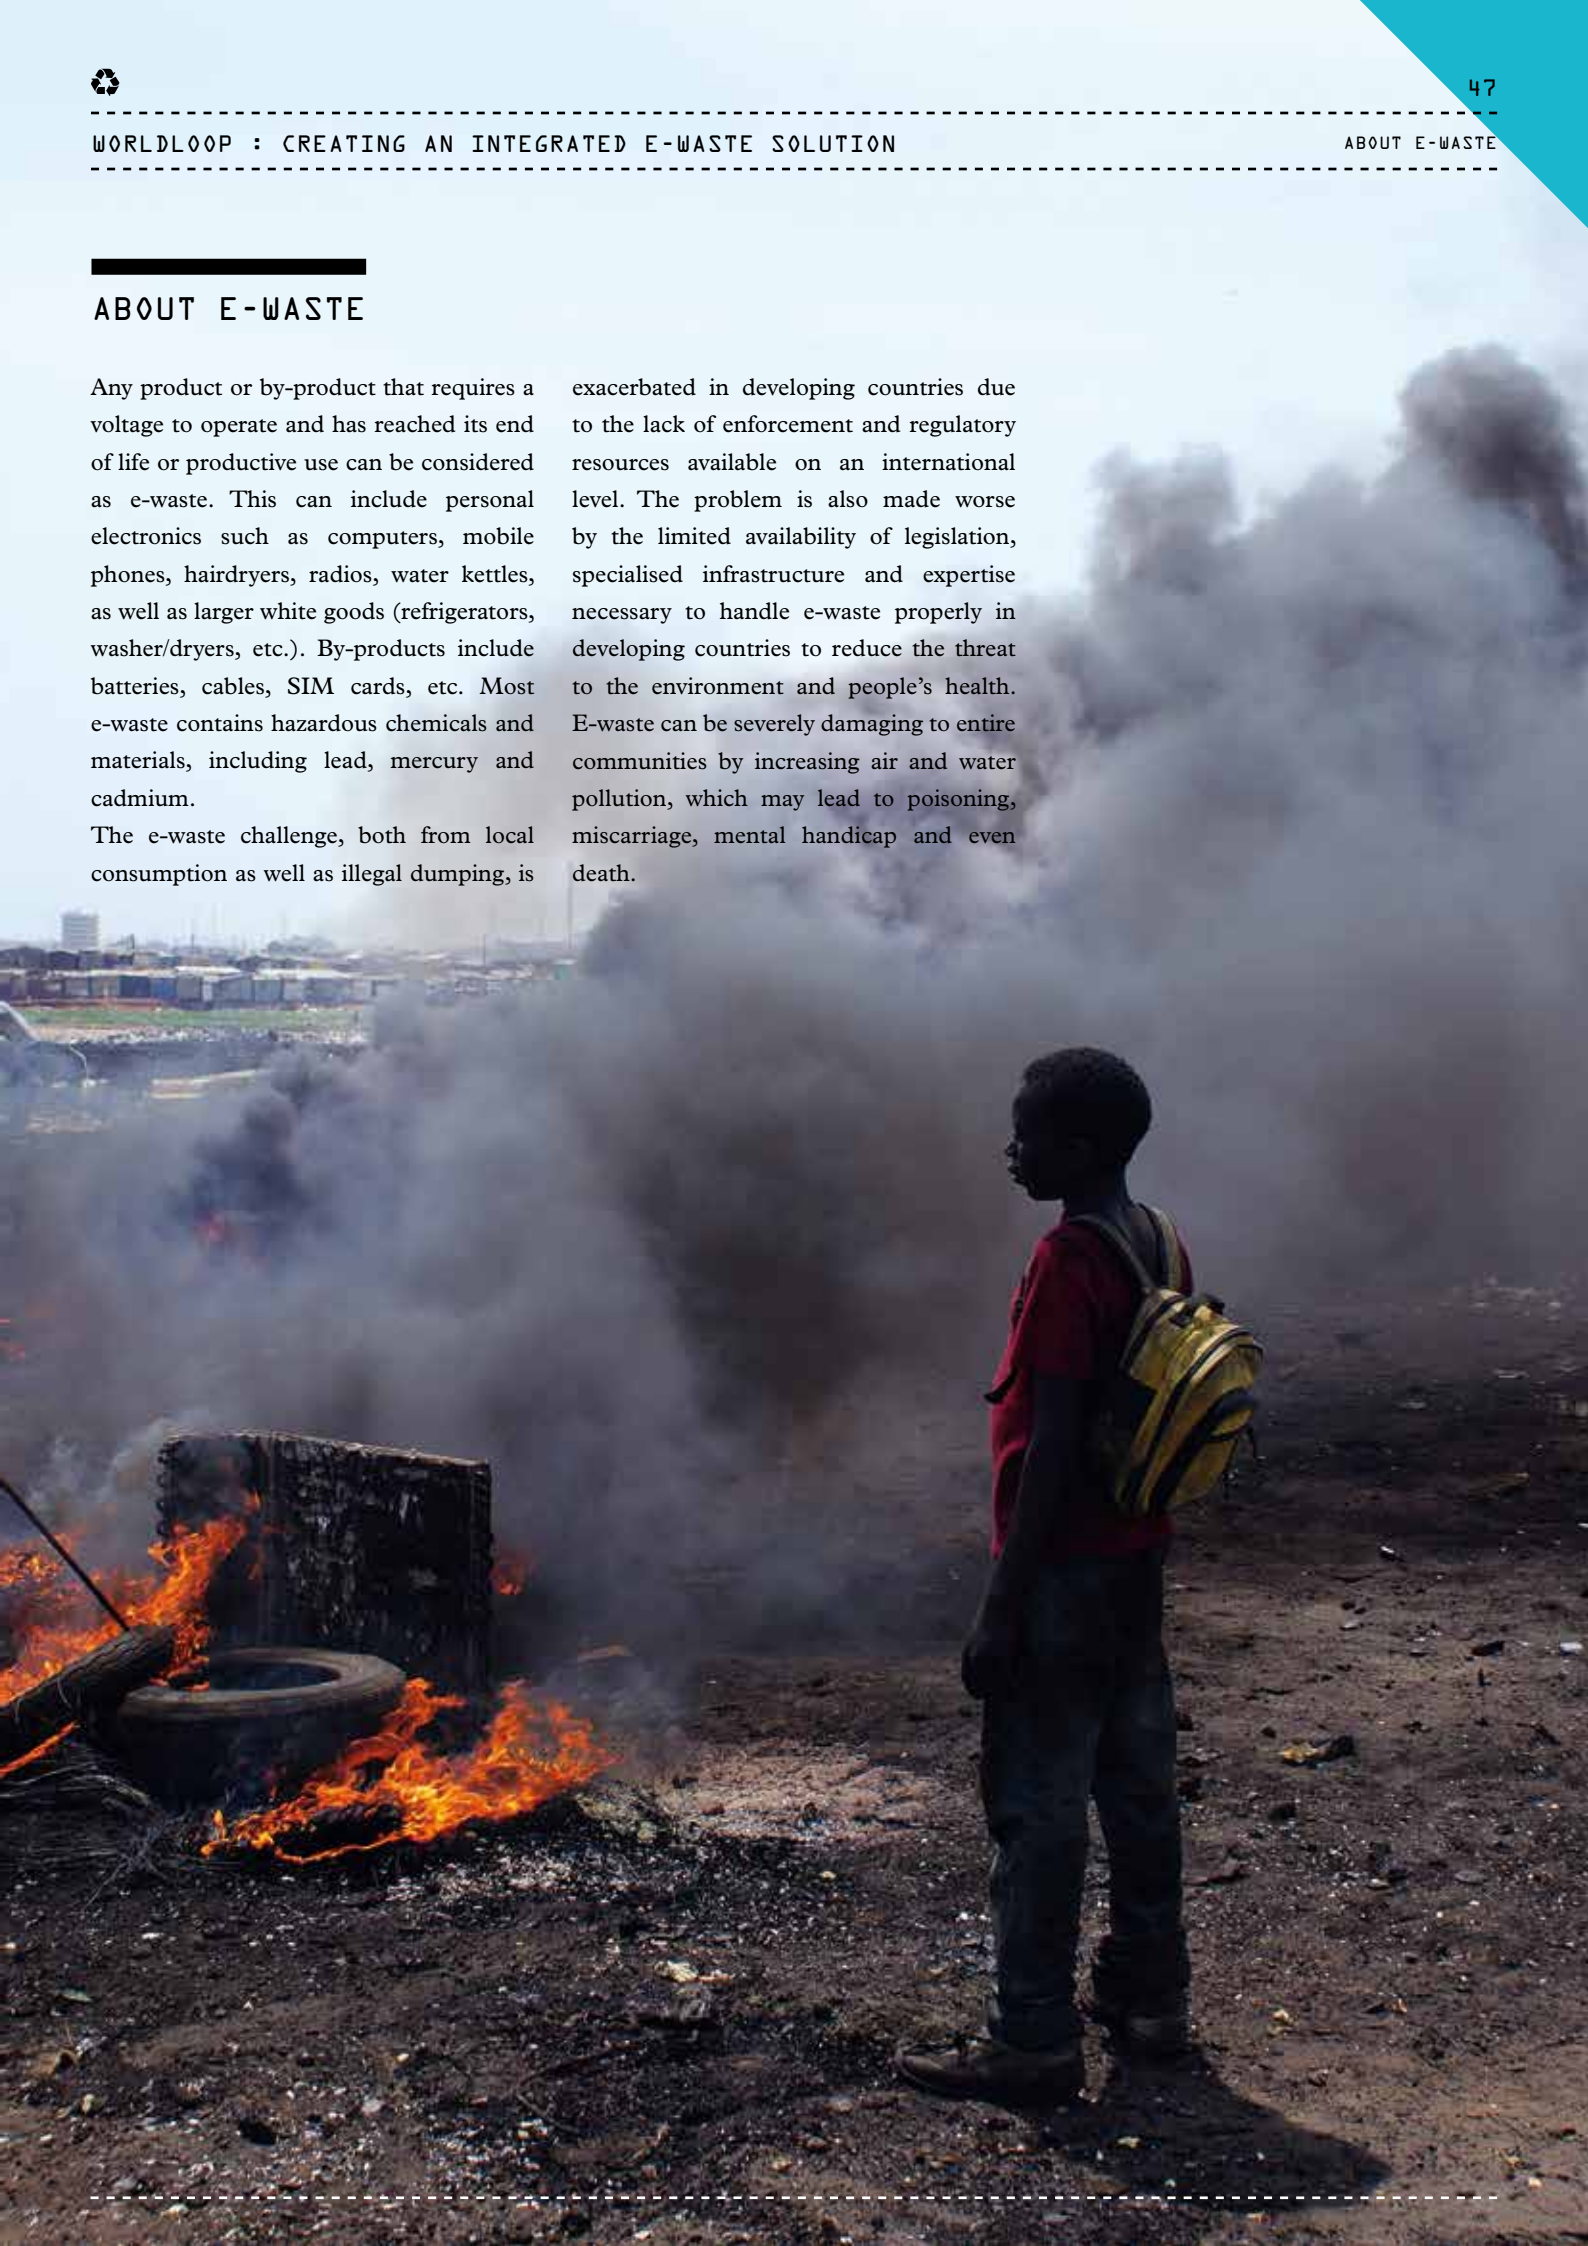 47
WORLDLOOP : CREATING AN INTEGRATED E-WASTE SOLUTION
ABOUT E-WASTE
ABOUT E-WASTE
Any product or by-product that requires a
voltage to operate and has reached its end
of life or productive use can be considered
as e-waste. This can include personal
electronics such as computers, mobile
phones, hairdryers, radios, water kettles,
as well as larger white goods (refrigerators,
washer/dryers, etc.). By-products include
batteries, cables, SIM cards, etc. Most
e-waste contains hazardous chemicals and
materials, including lead, mercury and
cadmium.
The e-waste challenge, both from local
consumption as well as illegal dumping, is
exacerbated in developing countries due
to the lack of enforcement and regulatory
resources available on an international
level. The problem is also made worse
by the limited availability of legislation,
specialised infrastructure and expertise
necessary to handle e-waste properly in
developing countries to reduce the threat
to the environment and people's health.
E-waste can be severely damaging to entire
communities by increasing air and water
pollution, which may lead to poisoning,
miscarriage, mental handicap and even
death.